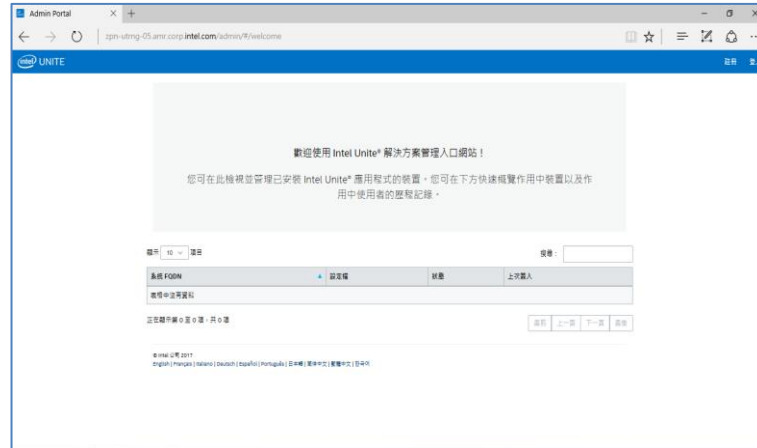 Admin Portal
zpn-utmg-05.amr.corp.intel.com/admin/#/welcome
intel UNITE
註冊
歡迎使用 Intel Unite® 解決方案管理入口網站！
您可在此檢視並管理已安裝 Intel Unite® 應用程式的裝置。您可在下方快速概覽作用中裝置以及作
用中使用者的歷程記錄。
顯示 10 項目
搜尋：
系統 FQDN 設定檔 狀態 上次簽入
表格中沒有資料
正在顯示第 0 至 0 項，共 0 項
上一頁 下一頁
© Intel 公司 2017
English | Français | Italiano | Deutsch | Español | Português | 日本語 | 简体中文 | 繁體中文 | 한국어